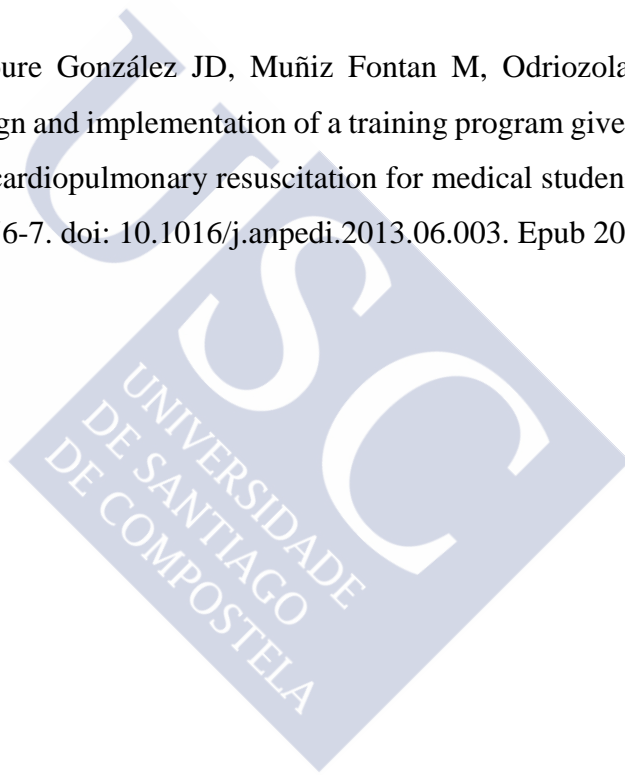 ure González JD, Muñiz Fontan M, Odriozola
gn and implementation of a training program give
cardiopulmonary resuscitation for medical studen
6-7. doi: 10.1016/j.anpedi.2013.06.003. Epub 20
USC
UNIVERSIDADE
DE SANTIAGO
DE COMPOSTELA